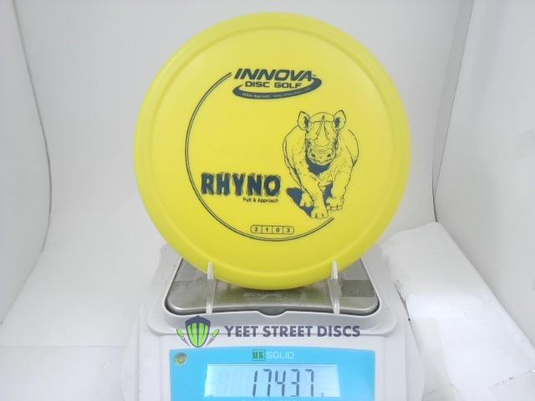 INNOVA
DISC GOLF
RHYNO
Putt & Approach
2 1 0 3
YEET STREET DISCS
US SOLID
174.37